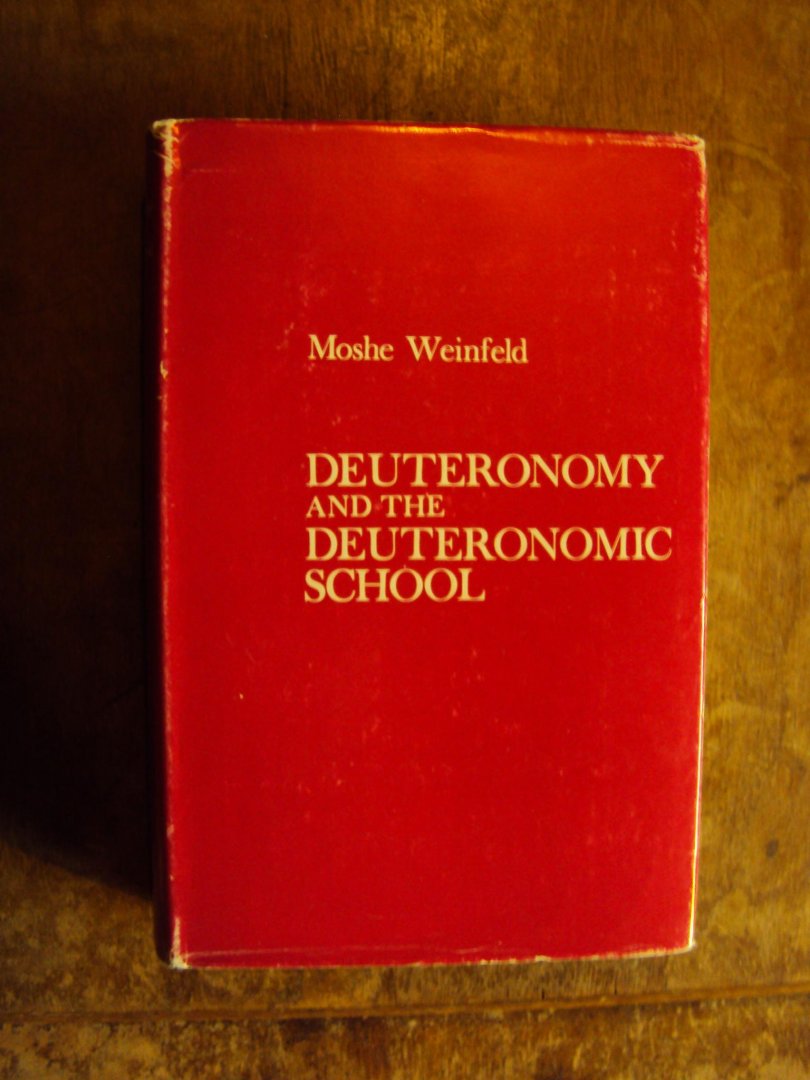 Moshe Weinfeld
DEUTERONOMY
AND THE
DEUTERONOMIC
SCHOOL